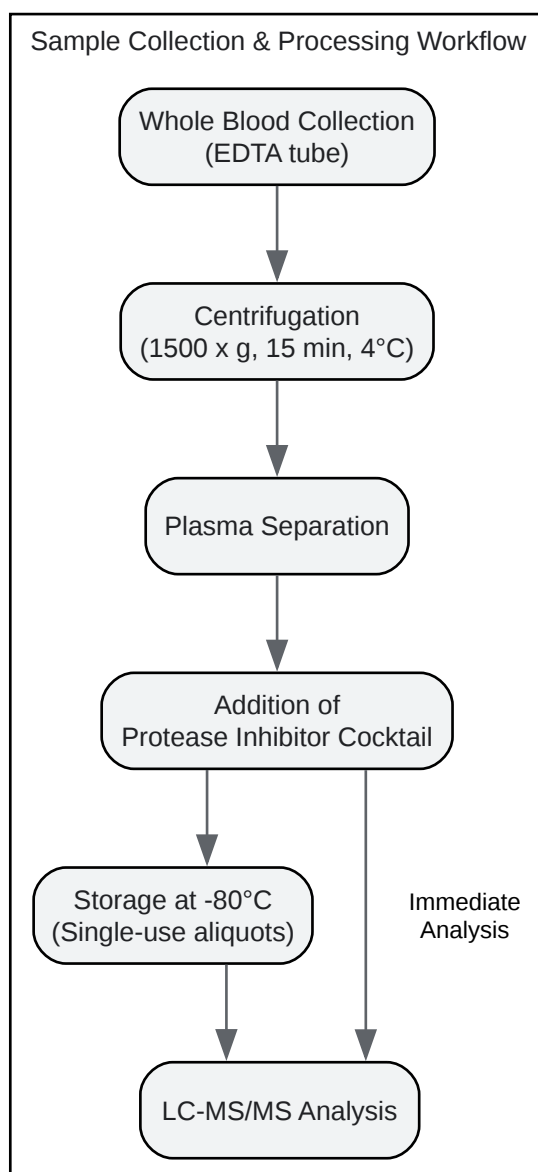 Sample Collection & Processing Workflow
Whole Blood Collection
(EDTA tube)
Centrifugation
(1500 x g, 15 min, 4°C)
Plasma Separation
Addition of
Protease Inhibitor Cocktail
Storage at -80°C
(Single-use aliquots)
Immediate
Analysis
LC-MS/MS Analysis